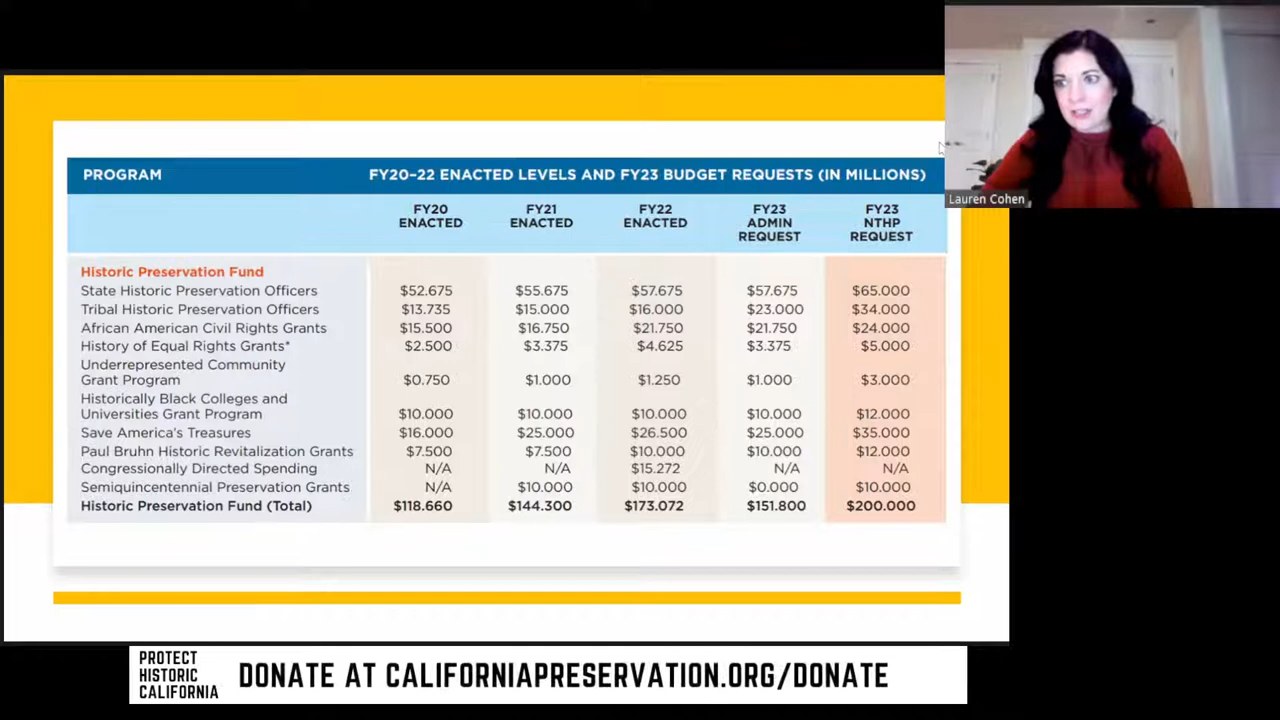 PROGRAM FY20–22 ENACTED LEVELS AND FY23 BUDGET REQUESTS (IN MILLIONS)
FY20 ENACTED FY21 ENACTED FY22 ENACTED FY23 ADMIN REQUEST FY23 NTHP REQUEST
Historic Preservation Fund
State Historic Preservation Officers $52.675 $55.675 $57.675 $57.675 $65.000
Tribal Historic Preservation Officers $13.735 $15.000 $16.000 $23.000 $34.000
African American Civil Rights Grants $15.500 $16.750 $21.750 $21.750 $24.000
History of Equal Rights Grants* $2.500 $3.375 $4.625 $3.375 $5.000
Underrepresented Community
Grant Program $0.750 $1.000 $1.250 $1.000 $3.000
Historically Black Colleges and
Universities Grant Program $10.000 $10.000 $10.000 $10.000 $12.000
Save America's Treasures $16.000 $25.000 $26.500 $25.000 $35.000
Paul Bruhn Historic Revitalization Grants $7.500 $7.500 $10.000 $10.000 $12.000
Congressionally Directed Spending N/A N/A $15.272 N/A N/A
Semiquincentennial Preservation Grants N/A $10.000 $10.000 $0.000 $10.000
Historic Preservation Fund (Total) $118.660 $144.300 $173.072 $151.800 $200.000
Lauren Cohen
PROTECT
HISTORIC
CALIFORNIA
DONATE AT CALIFORNIAPRESERVATION.ORG/DONATE